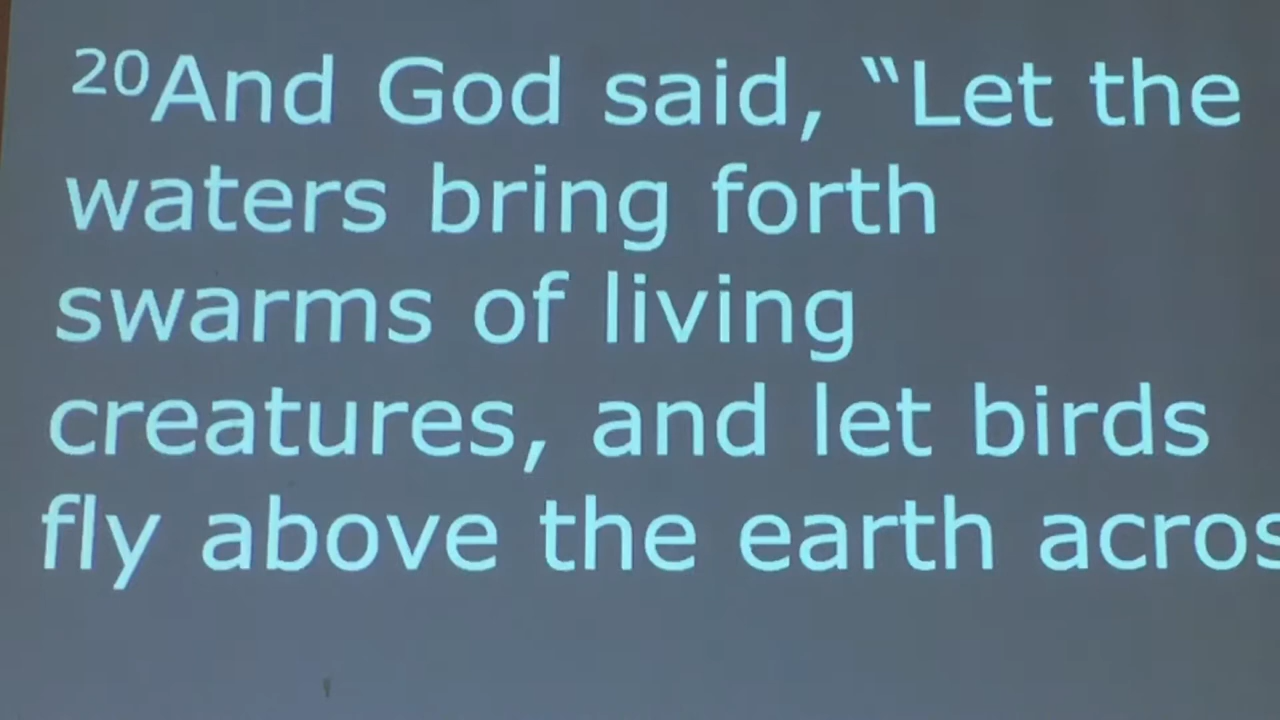 20And God said, “Let the
waters bring forth
swarms of living
creatures, and let birds
fly above the earth acros